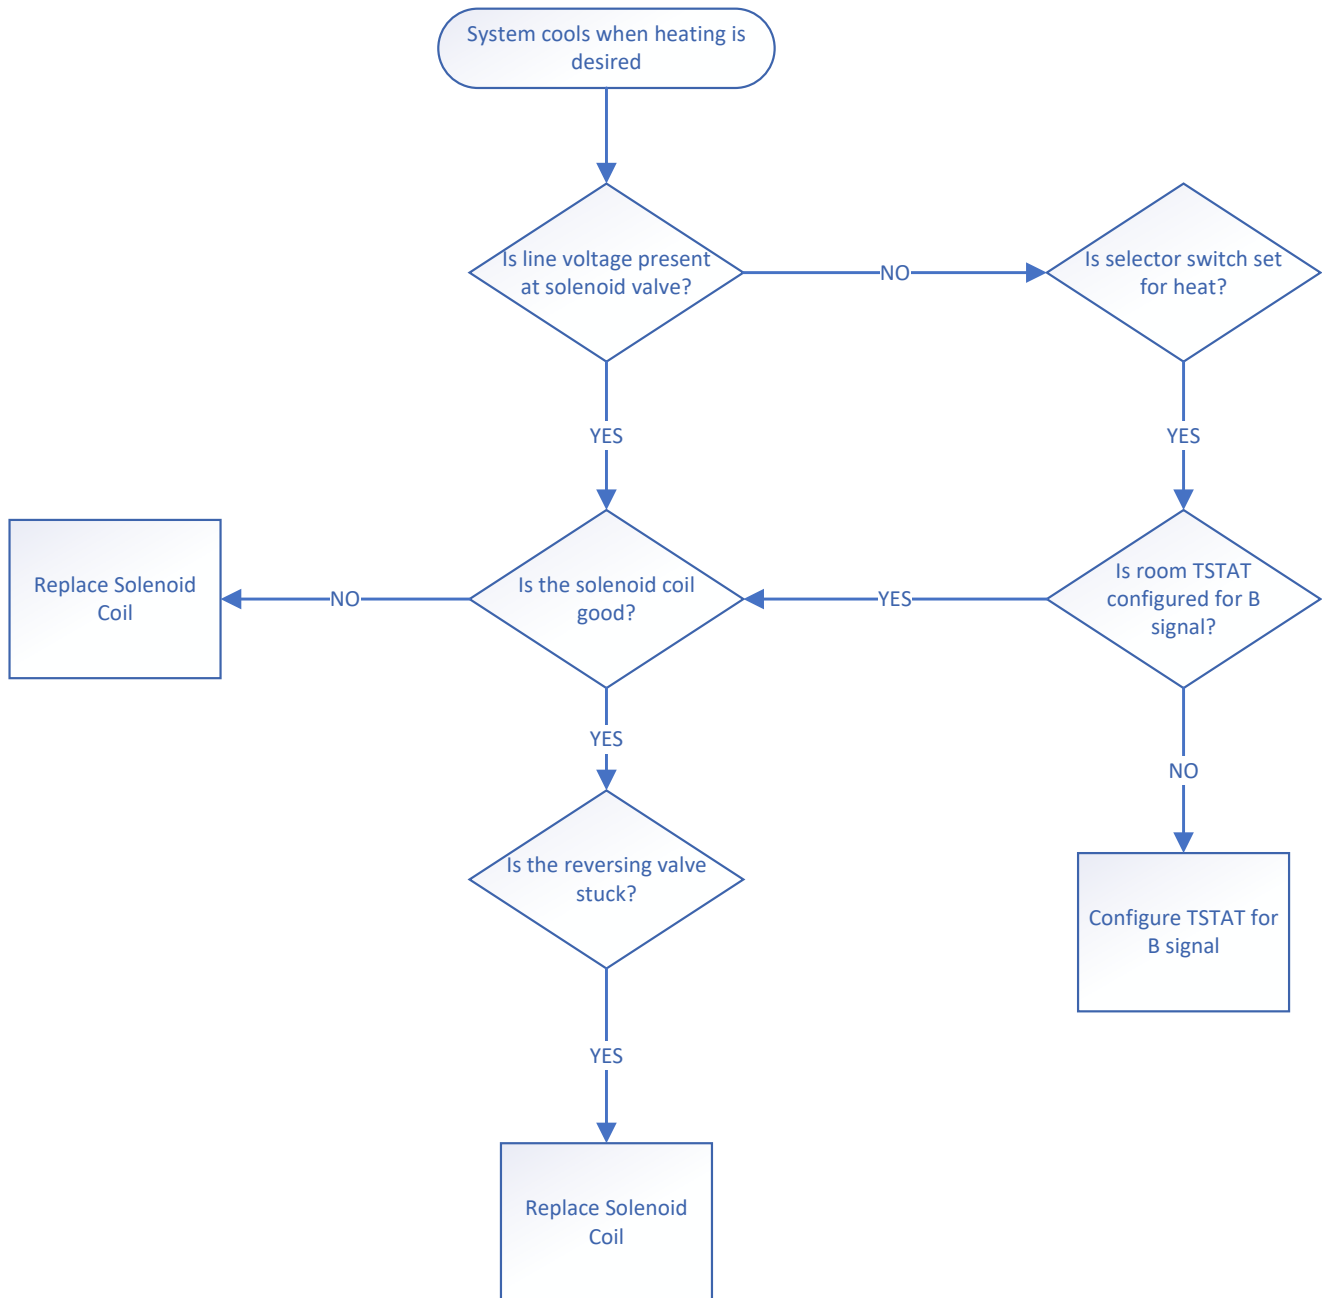 System cools when heating is
desired
Is line voltage present
at solenoid valve?
NO
Is selector switch set
for heat?
YES
YES
Replace Solenoid
Coil
NO
Is the solenoid coil
good?
YES
Is room TSTAT
configured for B
signal?
YES
NO
Is the reversing valve
stuck?
Configure TSTAT for
B signal
YES
Replace Solenoid
Coil